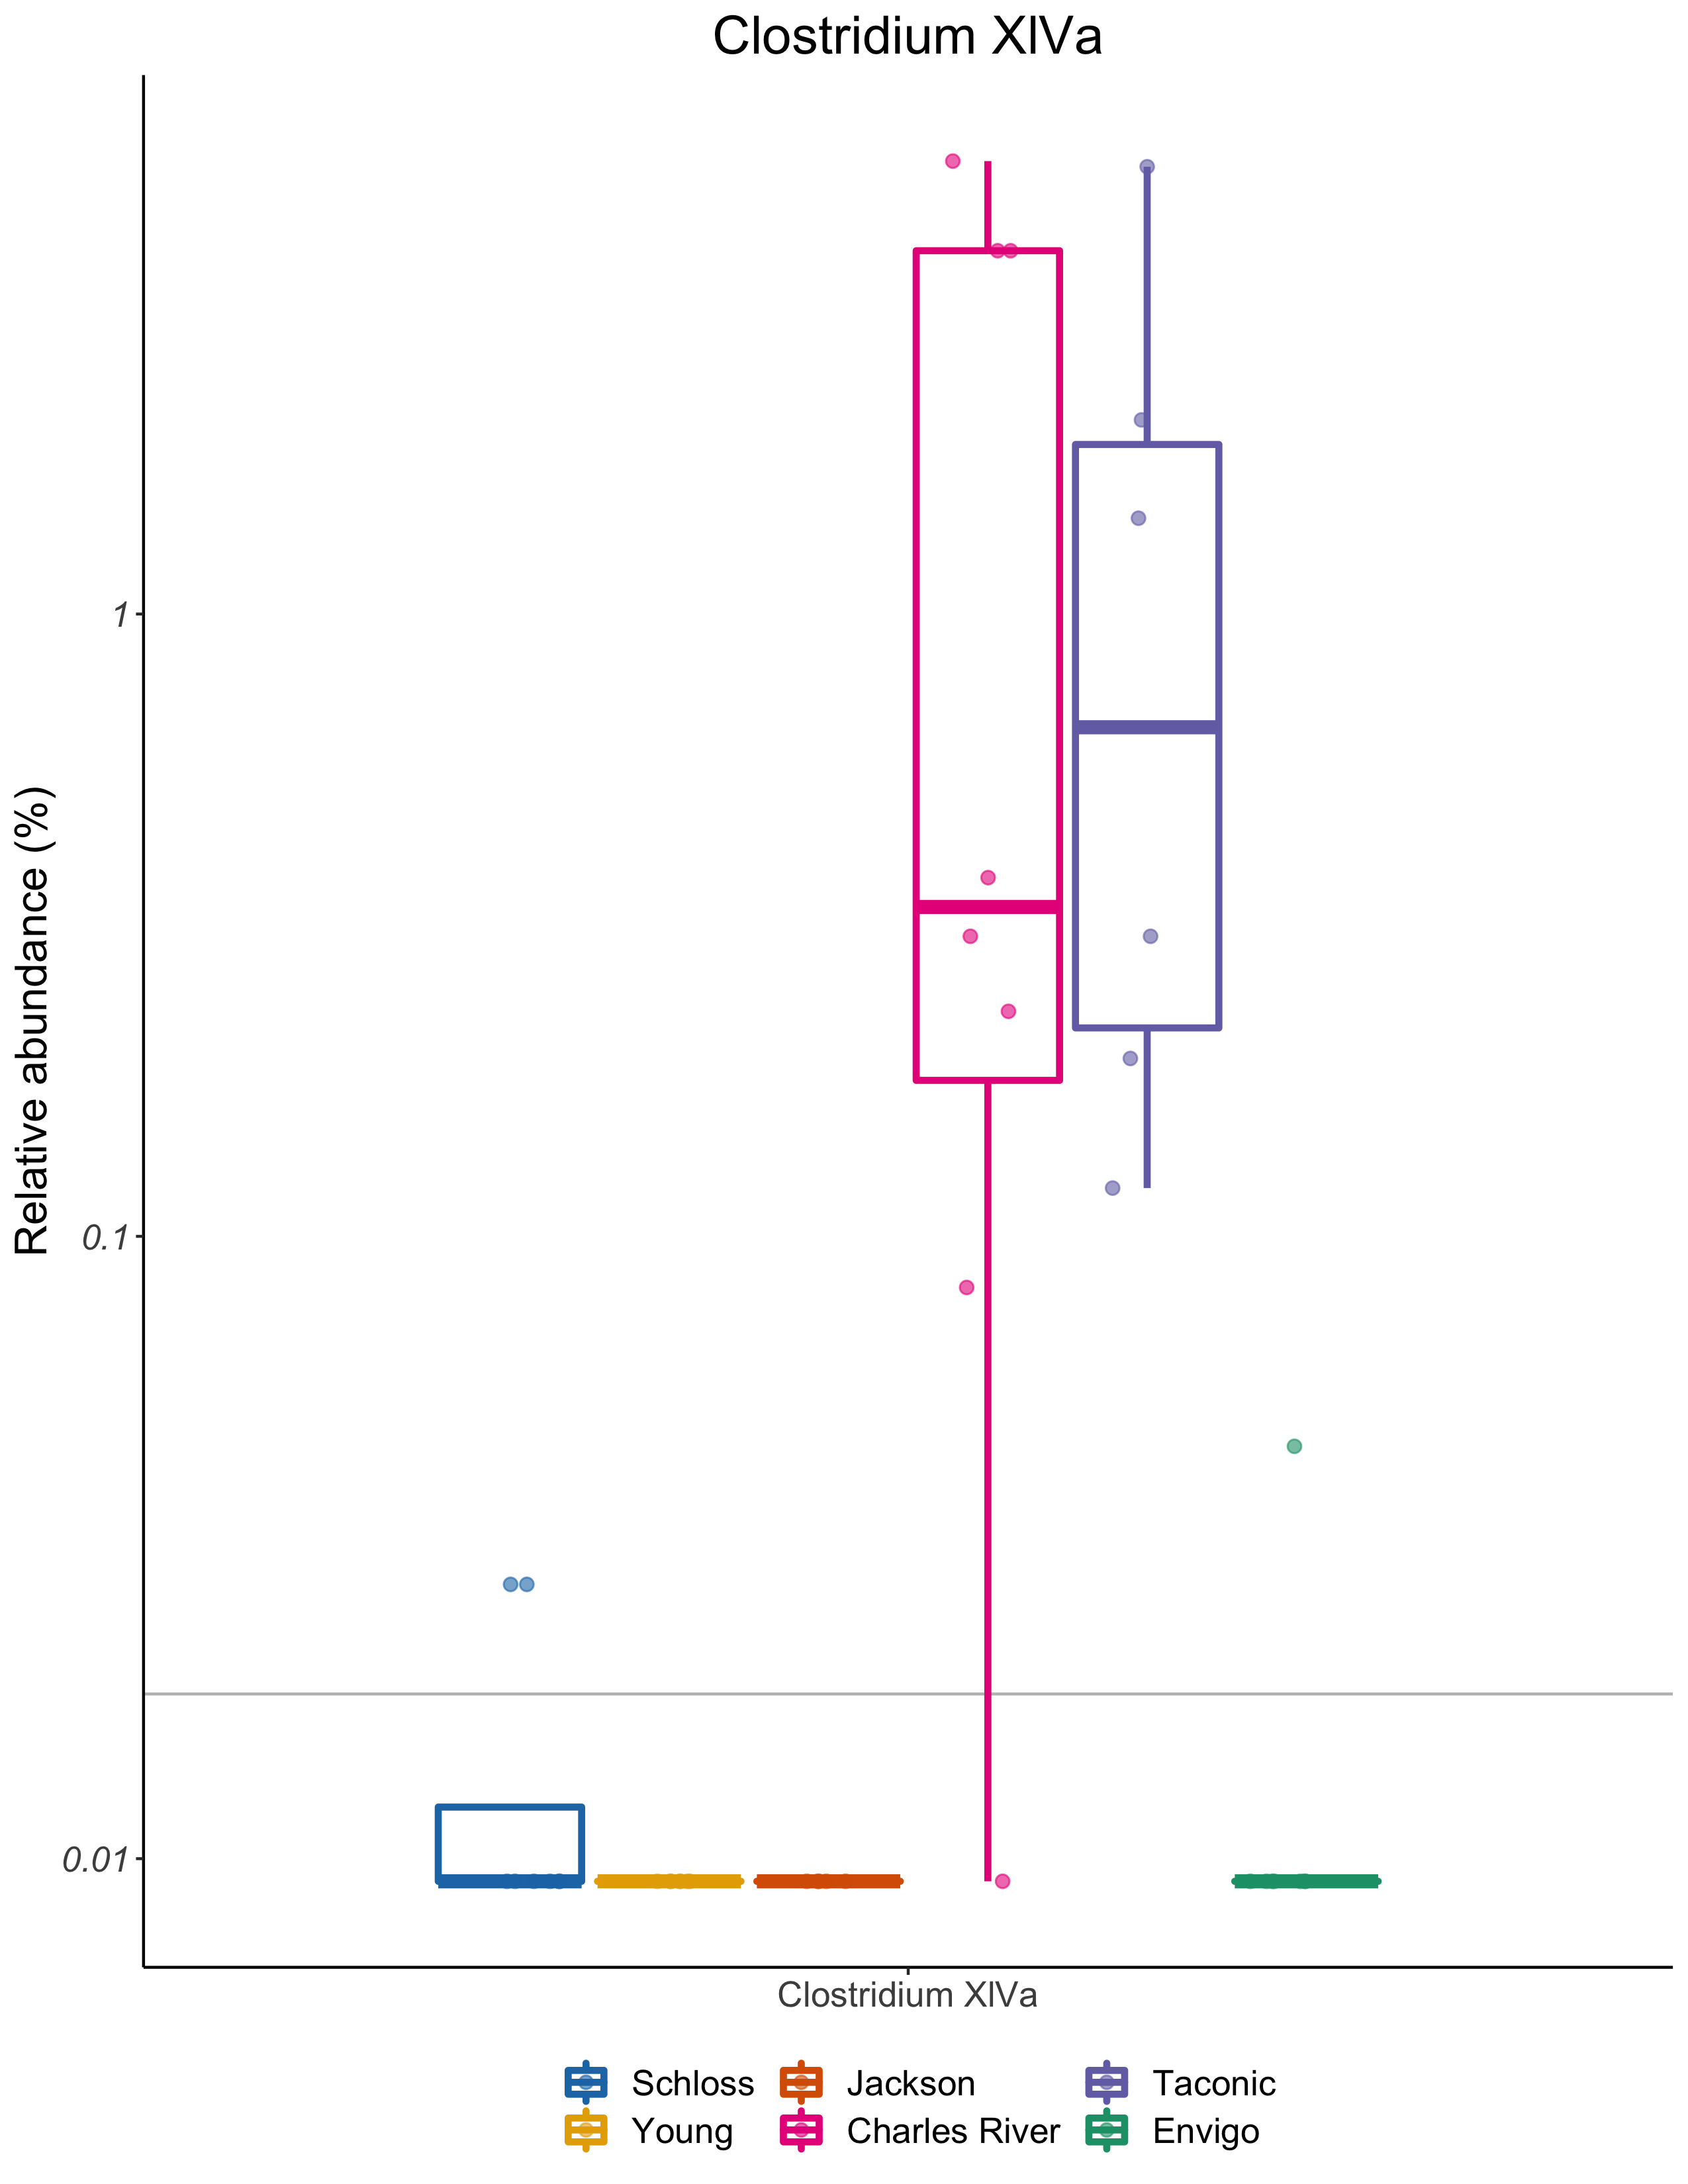 Clostridium XIVa
Relative abundance (%)
1
0.1
0.01
Clostridium XIVa
Schloss
Jackson
Taconic
Young
Charles River
Envigo